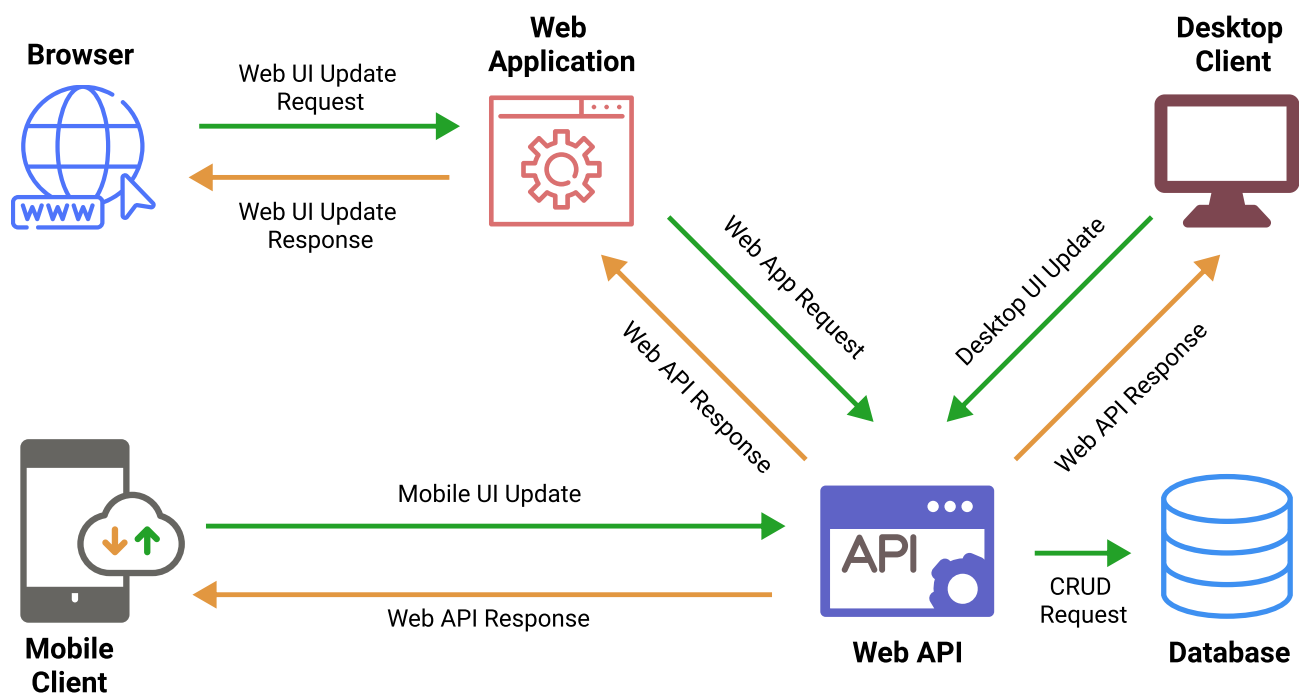 Browser
Web
Application
Desktop
Client
Web UI Update
Request
WWW
Web UI Update
Response
Web App Request
Web API Response
Desktop UI Update
Web API Response
Mobile UI Update
Web API Response
API
CRUD
Request
Mobile
Client
Web API
Database